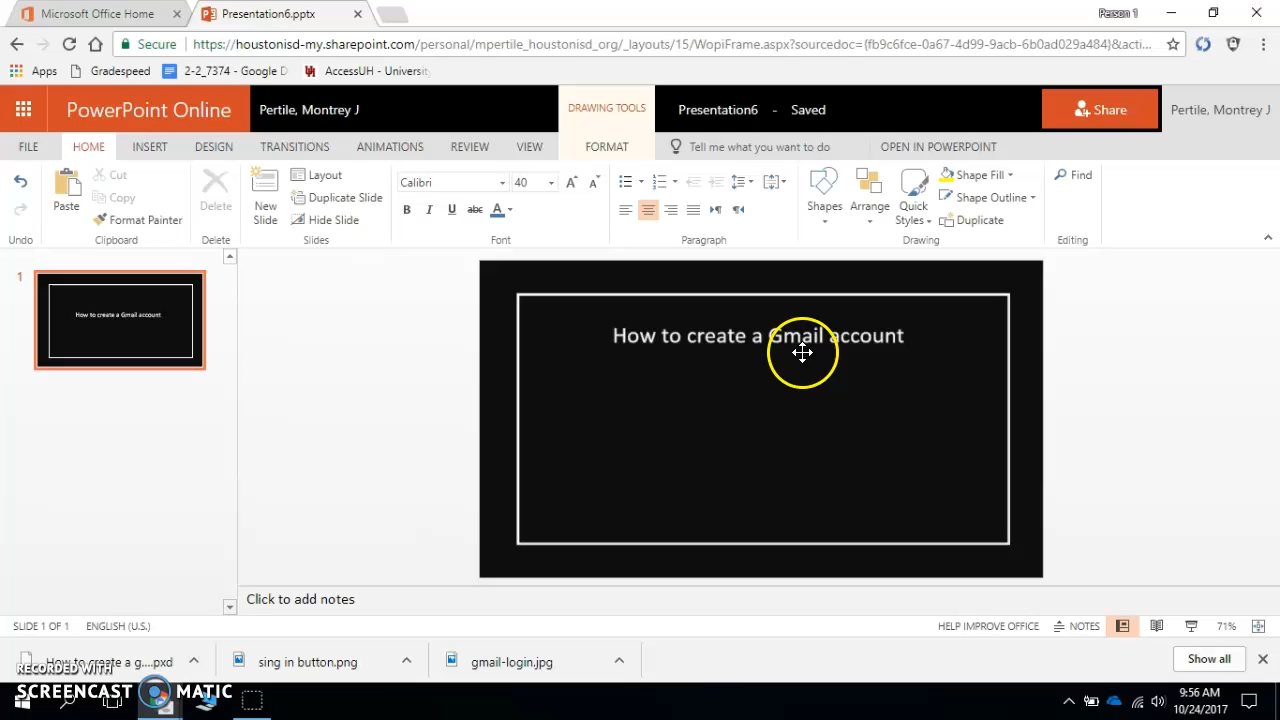 Microsoft Office Home
Presentation6.pptx
Person 1
Secure
https://houstonisd-my.sharepoint.com/personal/mpertile_houstonisd_org/_layouts/15/WopiFrame.aspx?sourcedoc={fb9c6fce-0a67-4d99-9acb-6b0ad029a484}&acti...
Apps
Gradespeed
2-2_7374 - Google D
AccessUH - Universit
PowerPoint Online
Pertile, Montrey J
DRAWING TOOLS
Presentation6 - Saved
Share
Pertile, Montrey J
FILE
HOME
INSERT
DESIGN
TRANSITIONS
ANIMATIONS
REVIEW
VIEW
FORMAT
Tell me what you want to do
OPEN IN POWERPOINT
Undo
Paste
Cut
Copy
Format Painter
Clipboard
Delete
Delete
New
Slide
Layout
Duplicate Slide
Hide Slide
Slides
Calibri
40
B I U abc A
Font
Paragraph
Shapes
Arrange
Quick
Styles
Shape Fill
Shape Outline
Duplicate
Drawing
Find
Editing
1
How to create a Gmail account
How to create a Gmail account
Click to add notes
SLIDE 1 OF 1
ENGLISH (U.S.)
HELP IMPROVE OFFICE
NOTES
71%
How to create a g....pxd
sing in button.png
gmail-login.jpg
Show all
RECORDED WITH
SCREENCAST MATIC
9:56 AM
10/24/2017